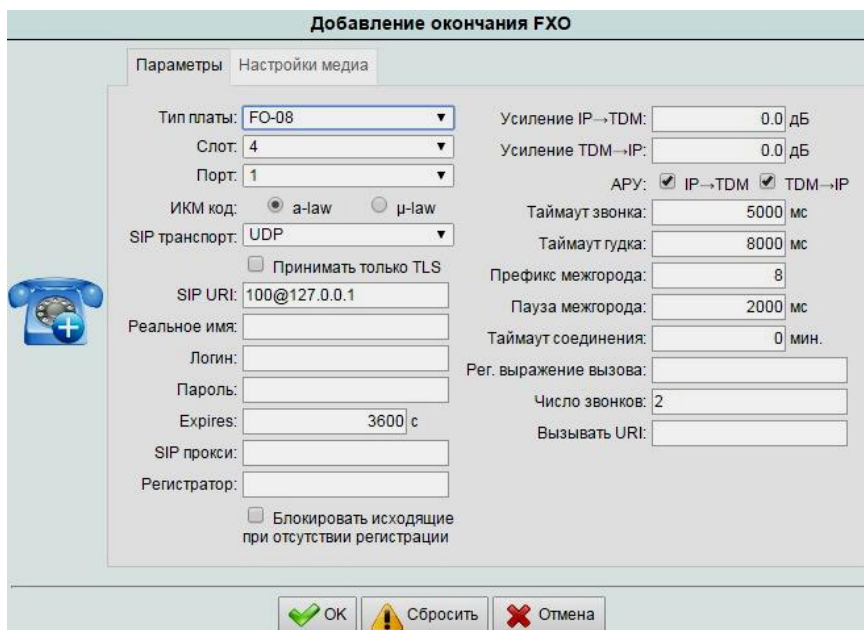 Добавление окончания FXO
Параметры
Настройки медиа
Тип платы: FO-08
Слот: 4
Порт: 1
ИКМ код: a-law μ-law
SIP транспорт: UDP
Принимать только TLS
SIP URI: 100@127.0.0.1
Реальное имя:
Логин:
Пароль:
Expires: 3600 с
SIP прокси:
Регистратор:
Блокировать исходящие
при отсутствии регистрации
Усиление IP→TDM: 0.0 дБ
Усиление TDM→IP: 0.0 дБ
АРУ: IP→TDM TDM→IP
Таймаут звонка: 5000 мс
Таймаут гудка: 8000 мс
Префикс межгорода: 8
Пауза межгорода: 2000 мс
Таймаут соединения: 0 мин.
Рег. выражение вызова:
Число звонков: 2
Вызывать URI:
OK
Сбросить
Отмена